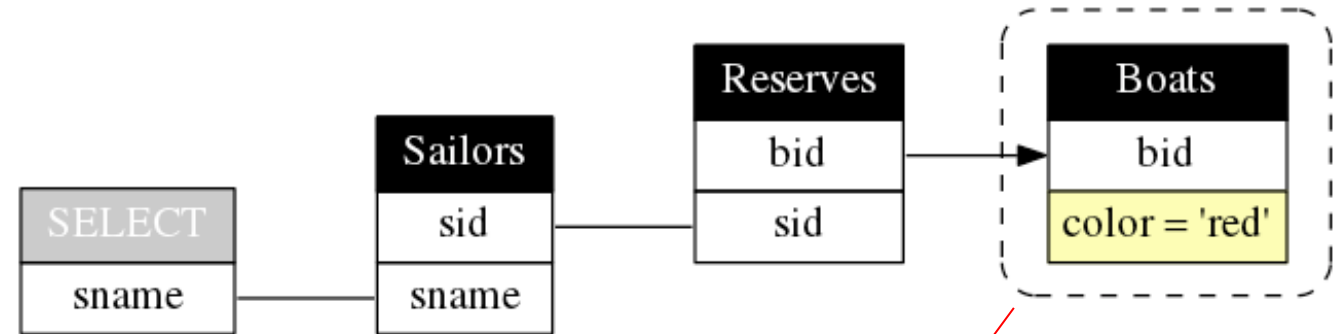 SELECT
sname
Sailors
sid
sname
Reserves
bid
sid
Boats
bid
color = 'red'